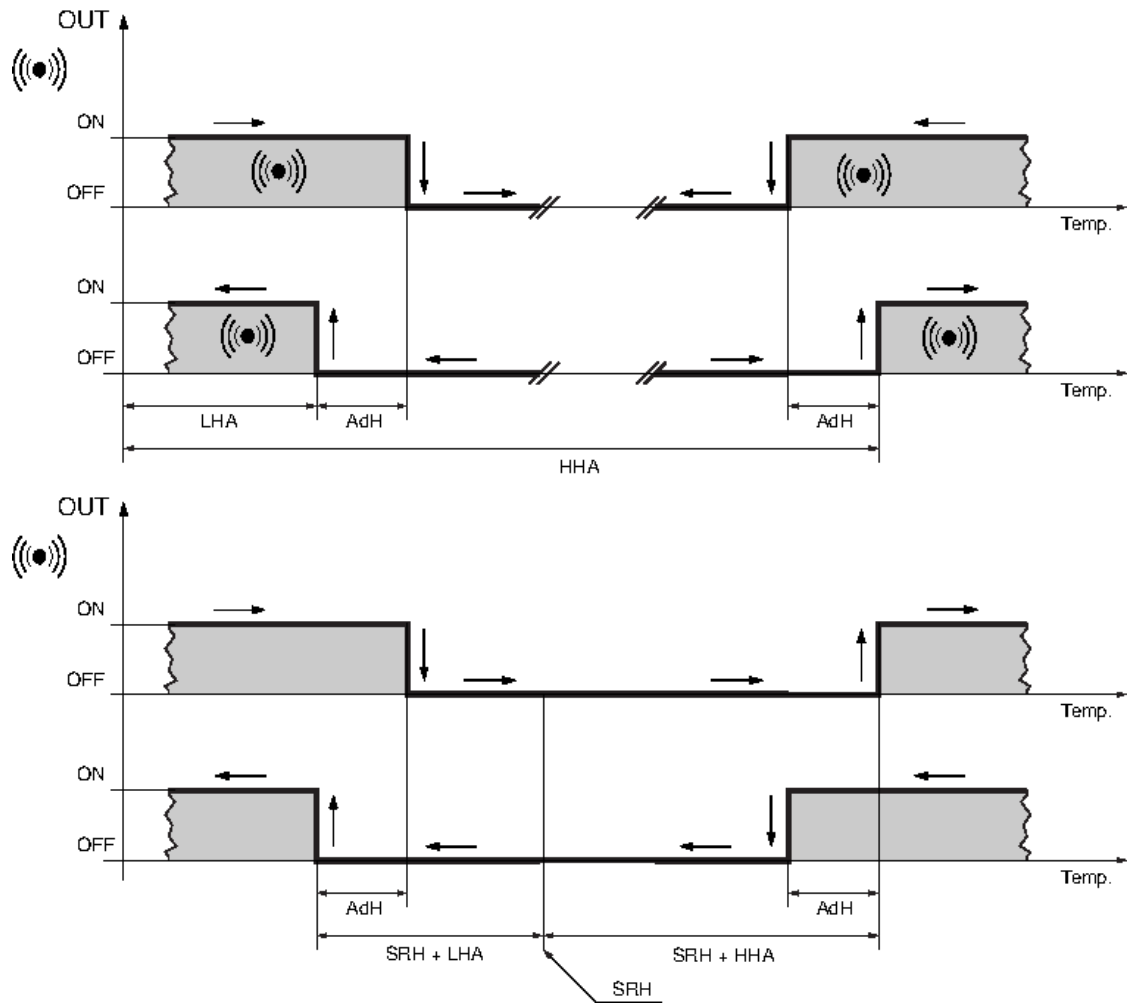 OUT
ON
OFF
Temp.
ON
OFF
Temp.
LHA
AdH
AdH
HHA
OUT
ON
OFF
Temp.
ON
OFF
Temp.
AdH
AdH
SRH + LHA
SRH + HHA
SRH